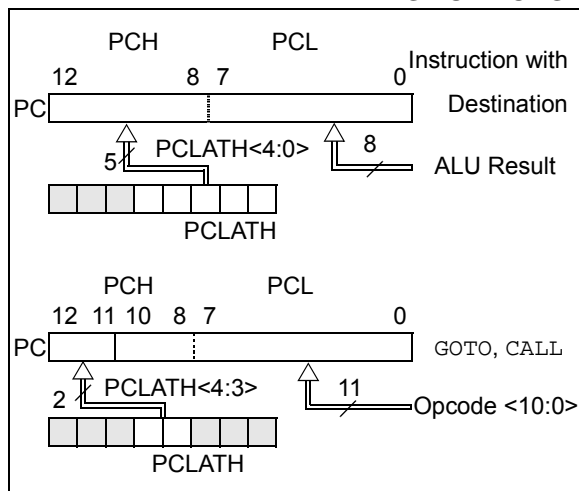 PCH PCL
12 8 7 0 Instruction with
PC Destination
5 PCLATH<4:0> 8
ALU Result
PCLATH
PCH PCL
12 11 10 8 7 0
PC GOTO, CALL
2 PCLATH<4:3> 11
Opcode <10:0>
PCLATH